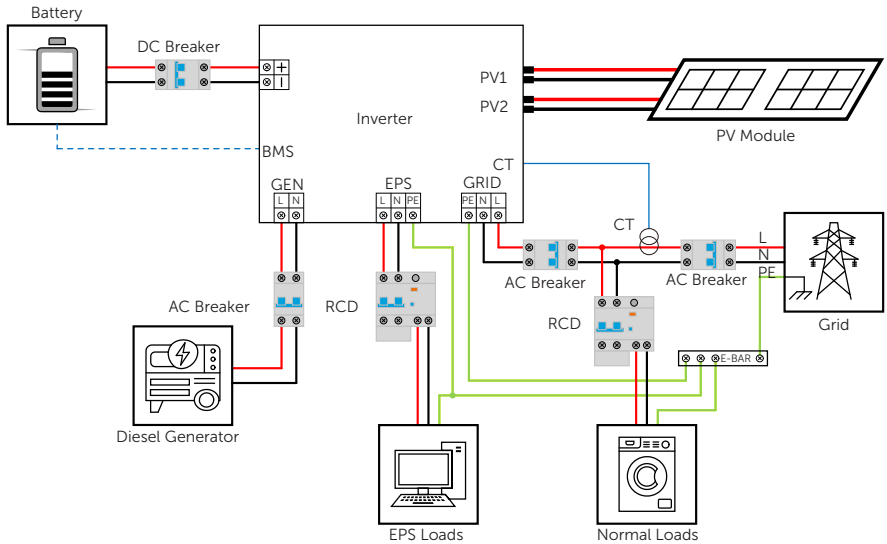 Battery
DC Breaker
+
−
PV1
PV2
Inverter
PV Module
BMS
CT
GEN
EPS
GRID
L N
L N PE
PE N L
CT
L
N
PE
AC Breaker
AC Breaker
AC Breaker
RCD
RCD
Grid
E-BAR
Diesel Generator
EPS Loads
Normal Loads